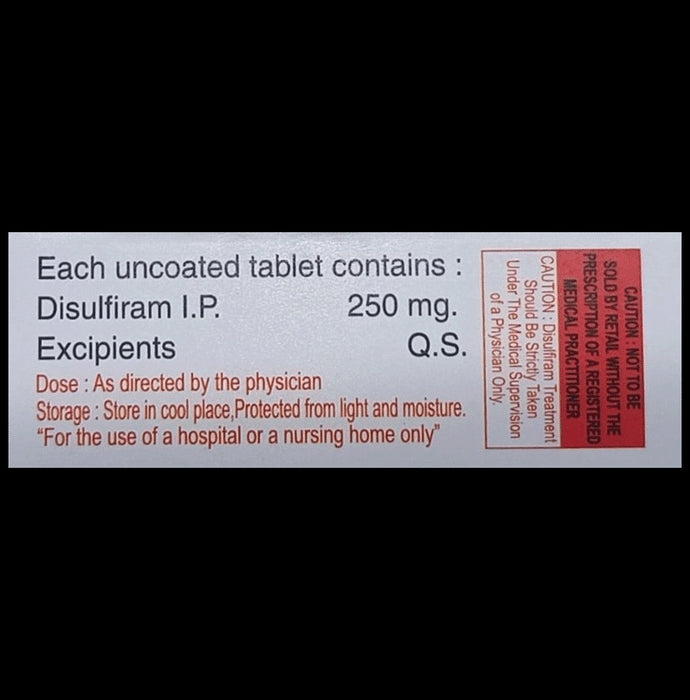 Each uncoated tablet contains :
Disulfiram I.P. 250 mg.
Excipients Q.S.
Dose : As directed by the physician
Storage : Store in cool place,Protected from light and moisture.
"For the use of a hospital or a nursing home only"
CAUTION : NOT TO BE
SOLD BY RETAIL WITHOUT THE
PRESCRIPTION OF A REGISTERED
MEDICAL PRACTITIONER
CAUTION : Disulfiram Treatment
Should Be Strictly Taken
Under The Medical Supervision
of a Physician Only.